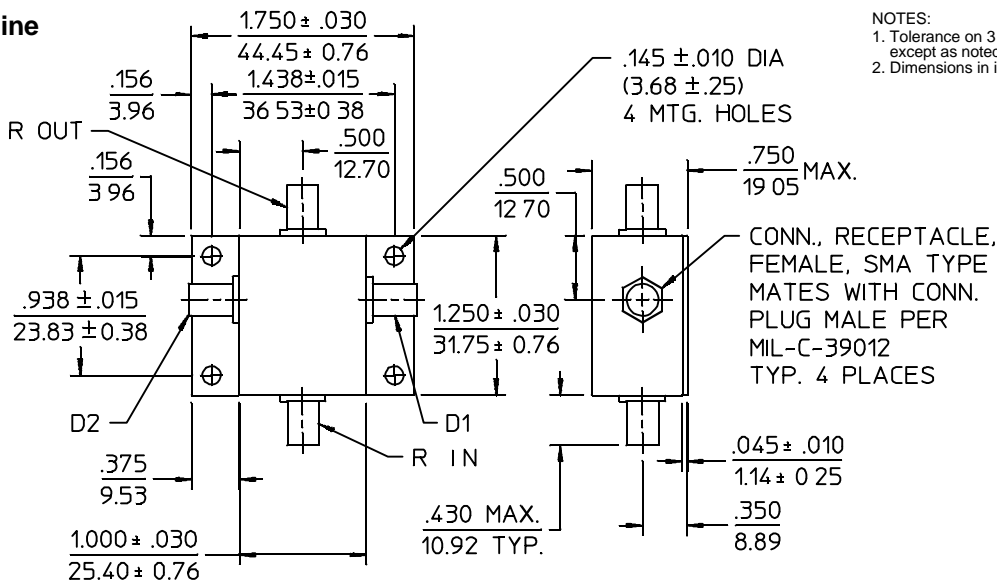 ine
NOTES:
1. Tolerance on 3
except as noted
2. Dimensions in i
1.750 ± .030
44.45 ± 0.76
.156
3.96
1.438±.015
36 53±0 38
.145 ±.010 DIA
(3.68 ±.25)
4 MTG. HOLES
R OUT
.500
12.70
.156
3 96
.500
12 70
.750 MAX.
19 05
CONN., RECEPTACLE,
FEMALE, SMA TYPE
MATES WITH CONN.
PLUG MALE PER
MIL-C-39012
TYP. 4 PLACES
.938 ±.015
23.83 ±0.38
1.250 ± .030
31.75 ± 0.76
D2
D1
R IN
.375
9.53
.045 ± .010
1.14 ± 0 25
.430 MAX.
10.92 TYP.
.350
8.89
1.000 ± .030
25.40 ± 0.76